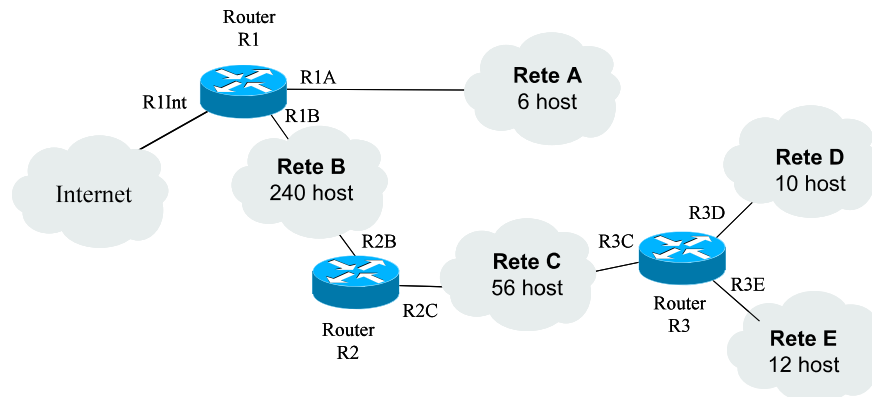 Router
R1
R1A
R1Int
R1B
Rete A
6 host
Internet
Rete B
240 host
R2B
R2C
Router
R2
Rete C
56 host
R3C
R3D
R3E
Router
R3
Rete D
10 host
Rete E
12 host